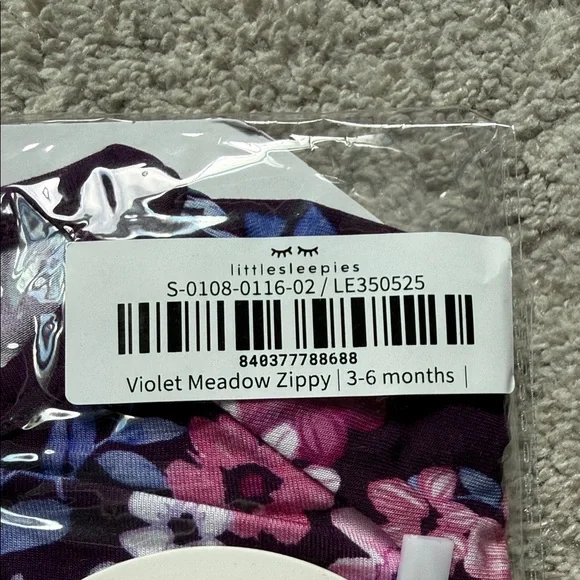 littlesleepies
S-0108-0116-02 / LE350525
840377788688
Violet Meadow Zippy | 3-6 months |